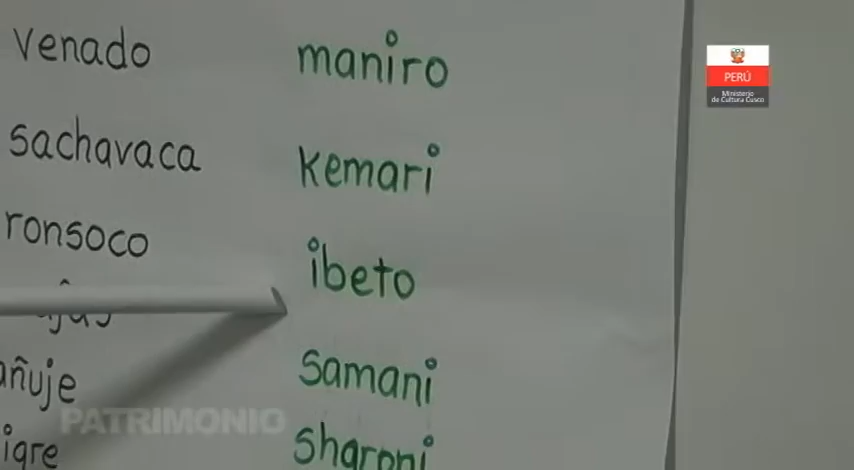 venado maniro
sachavaca kemari
ronsoco ibeto
samani
sharoni
PERÚ
Ministerio
de Cultura Cusco
PATRIMONIO